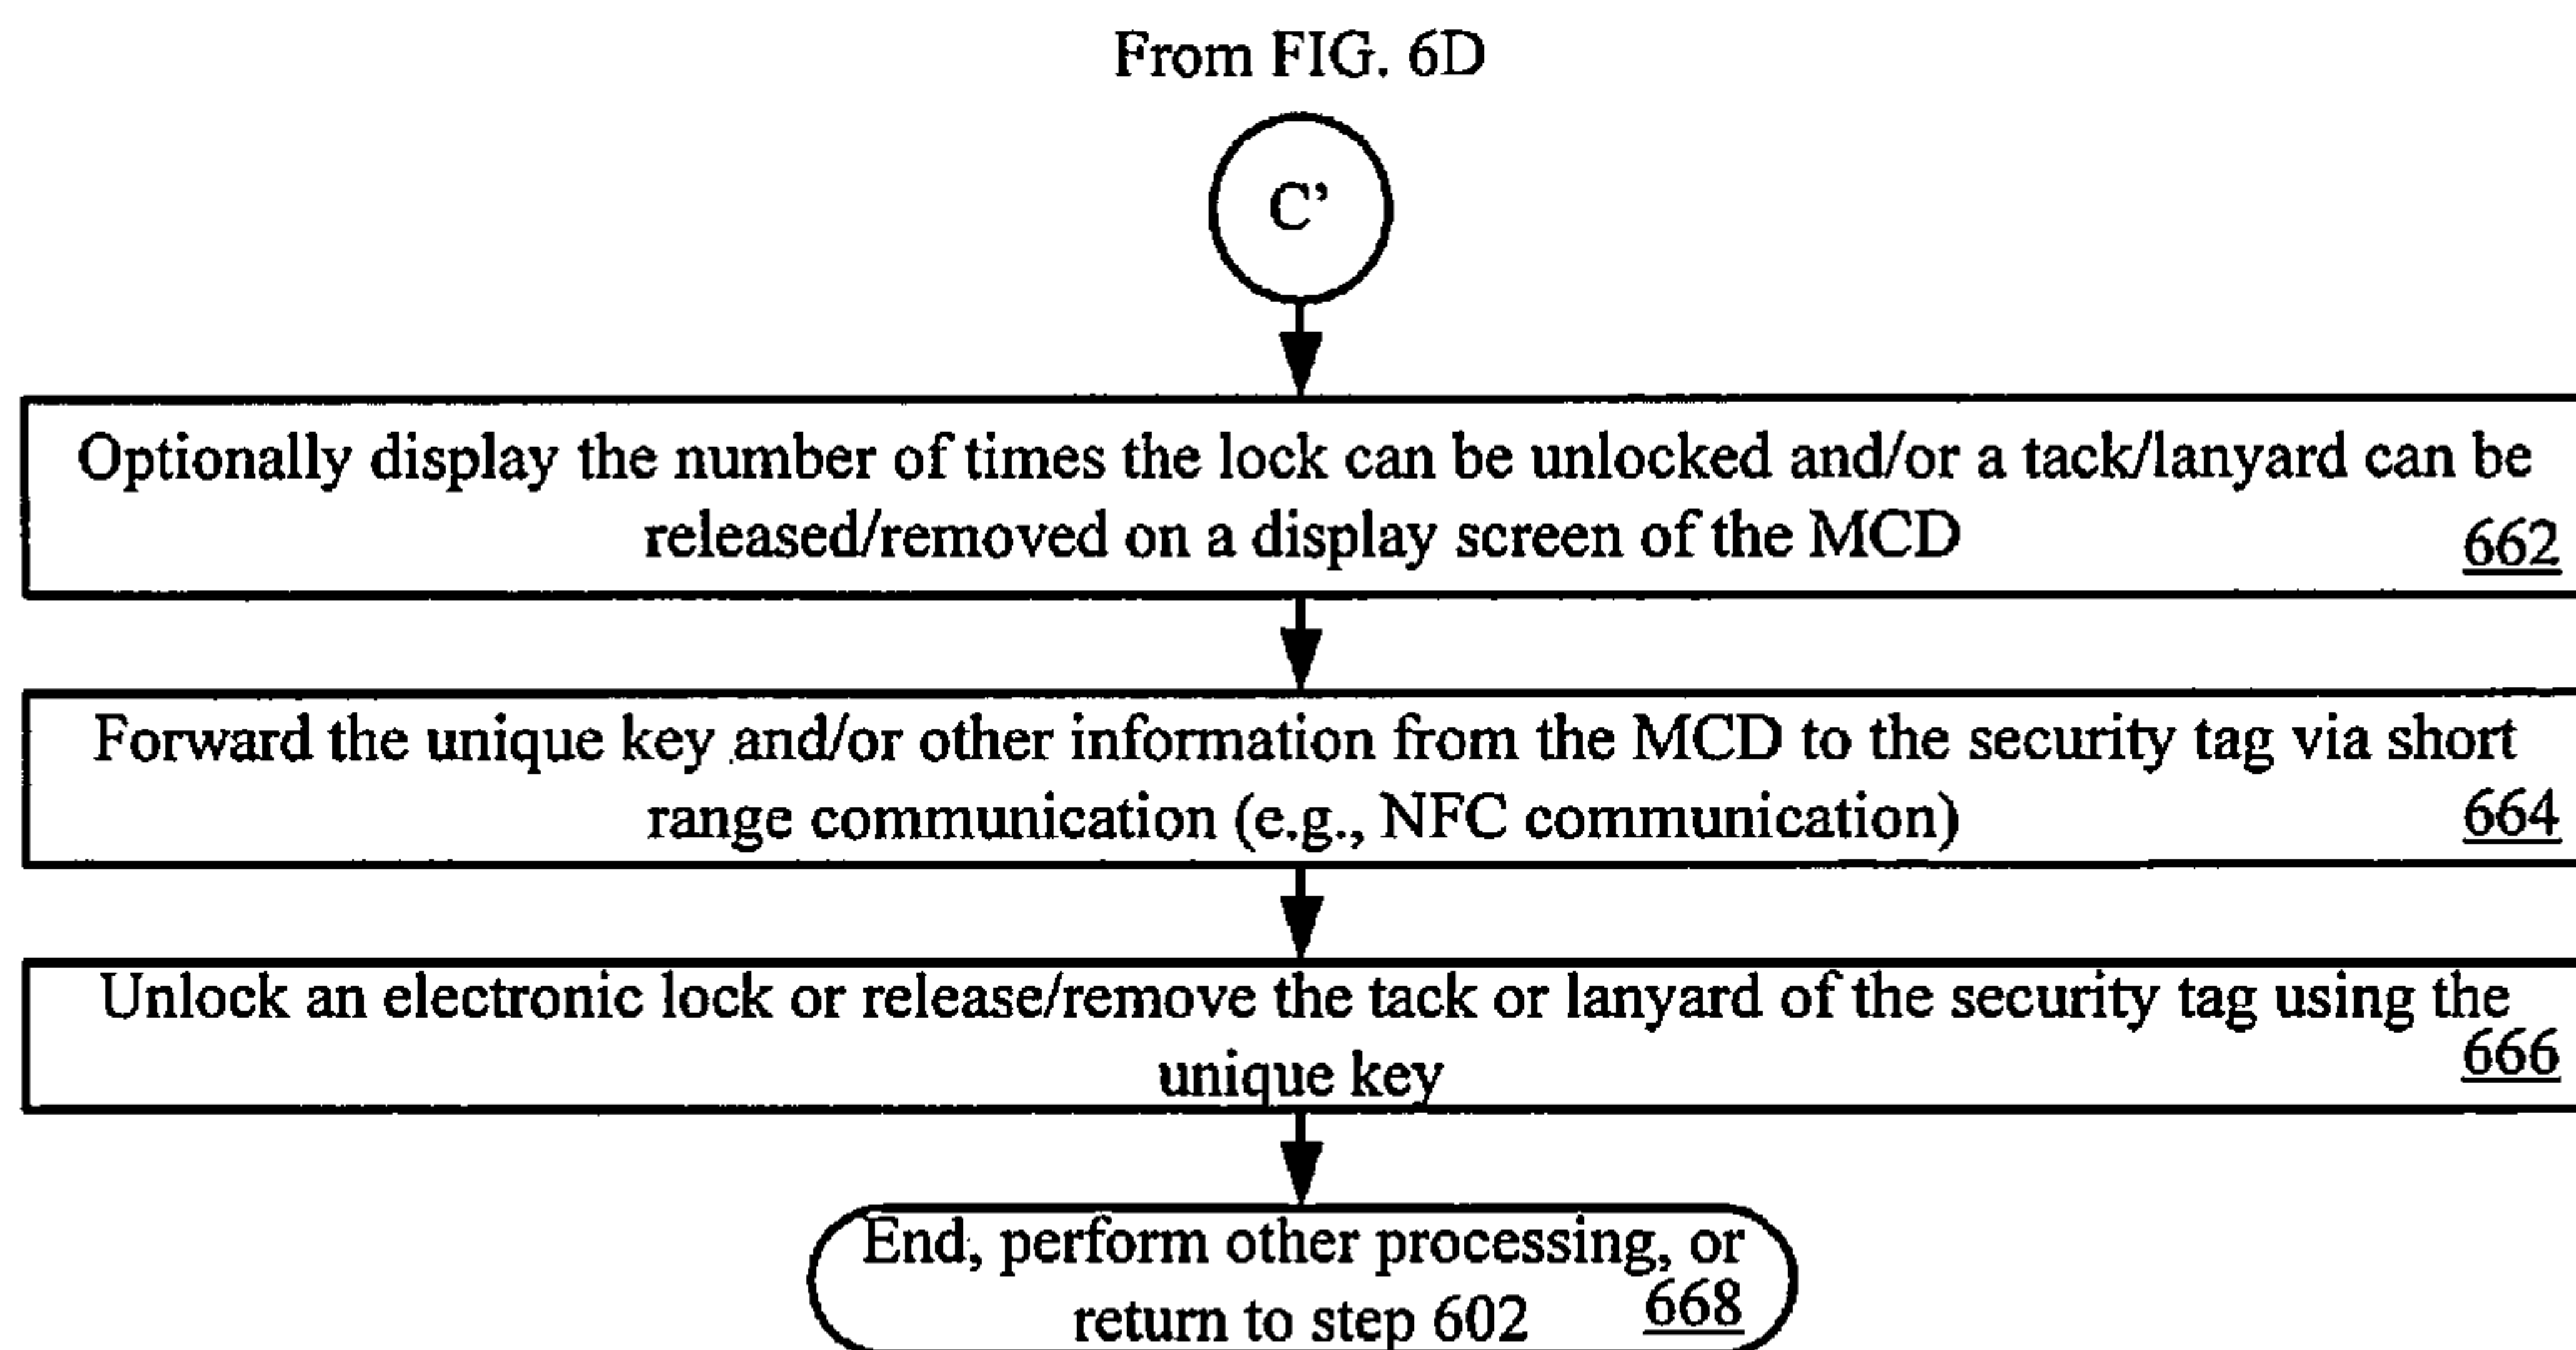 From FIG. 6D
C’
Optionally display the number of times the lock can be unlocked and/or a tack/lanyard can be
released/removed on a display screen of the MCD
662
Forward the unique key and/or other information from the MCD to the security tag via short
range communication (e.g., NFC communication)
664
Unlock an electronic lock or release/remove the tack or lanyard of the security tag using the
unique key
666
End, perform other processing, or
return to step 602
668